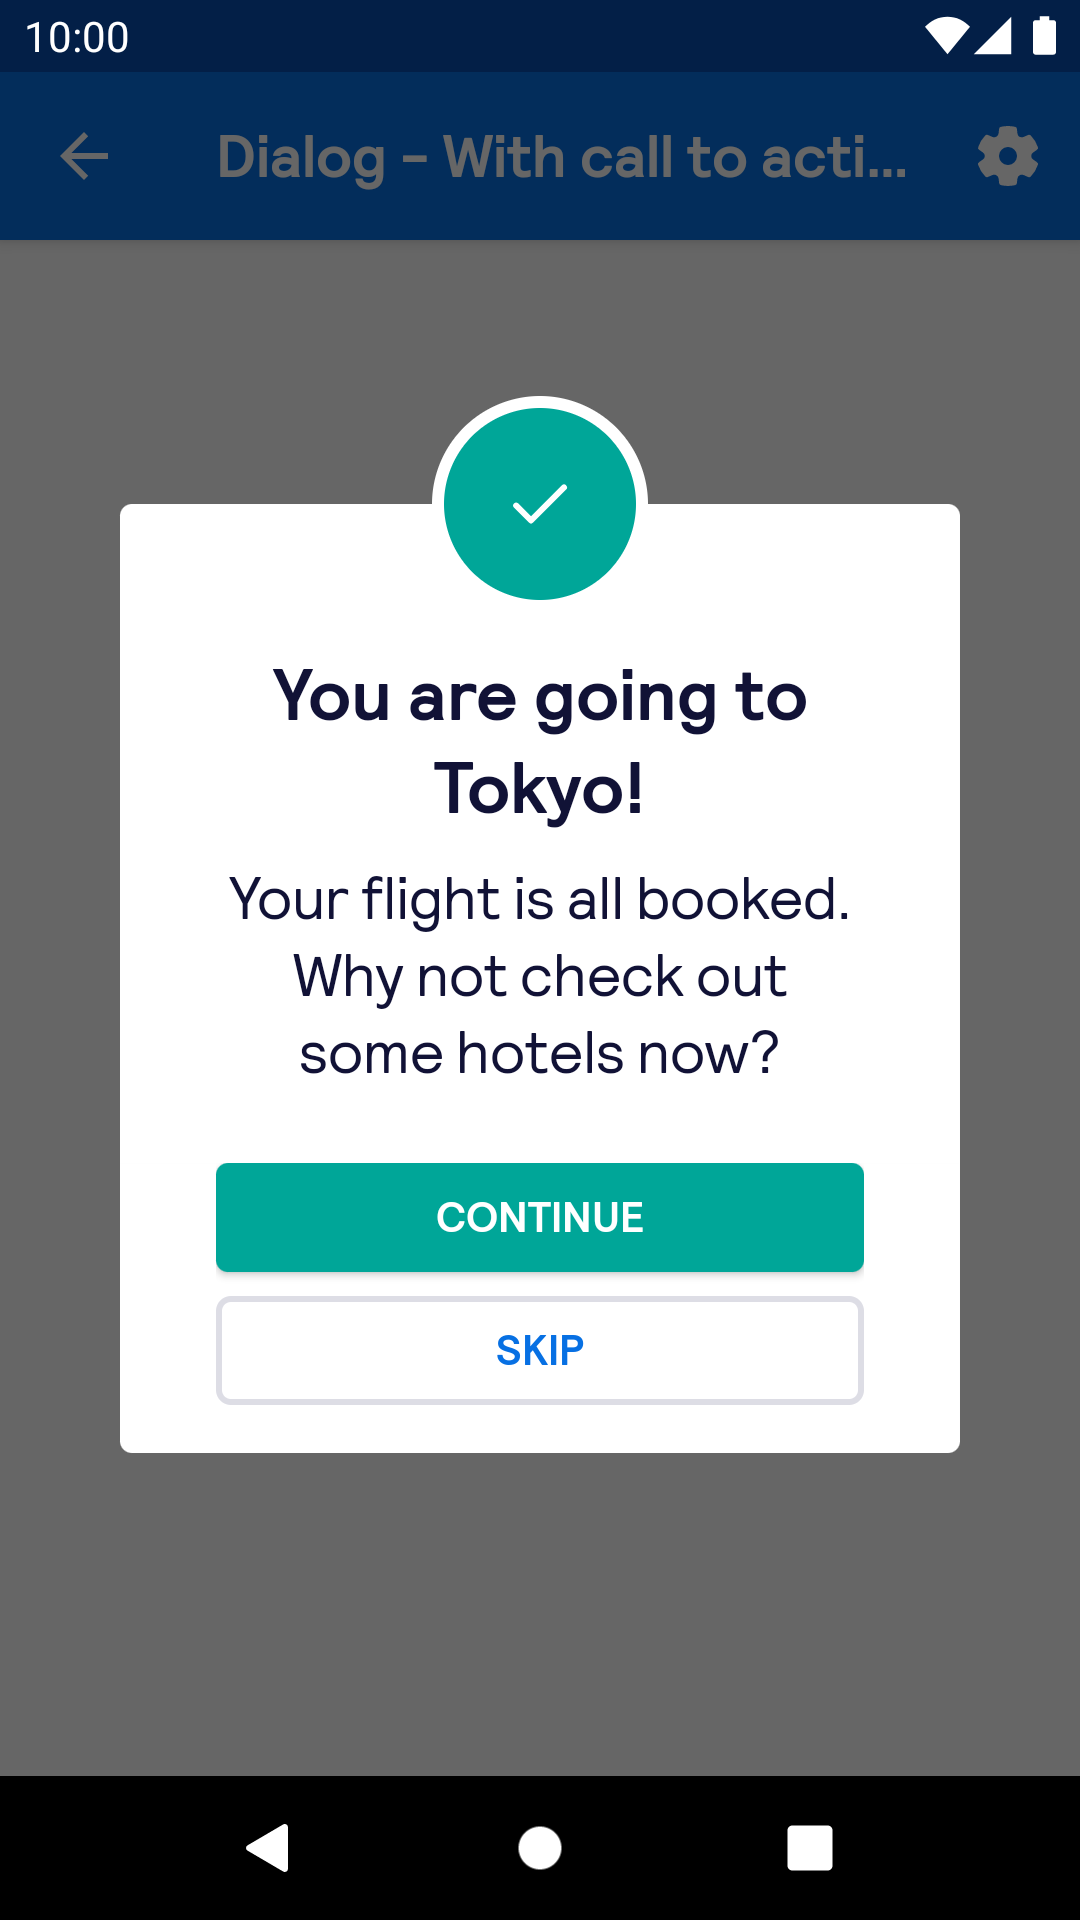 10:00
Dialog - With call to acti...
You are going to
Tokyo!
Your flight is all booked.
Why not check out
some hotels now?
CONTINUE
SKIP